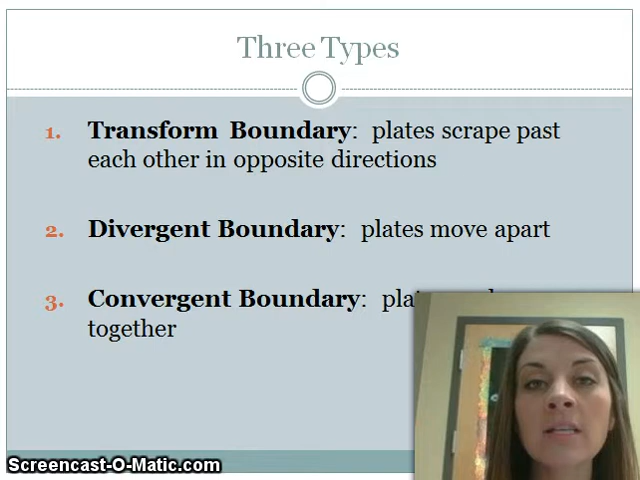 Three Types
1. Transform Boundary: plates scrape past
each other in opposite directions
2. Divergent Boundary: plates move apart
3. Convergent Boundary:
together
Screencast-O-Matic.com